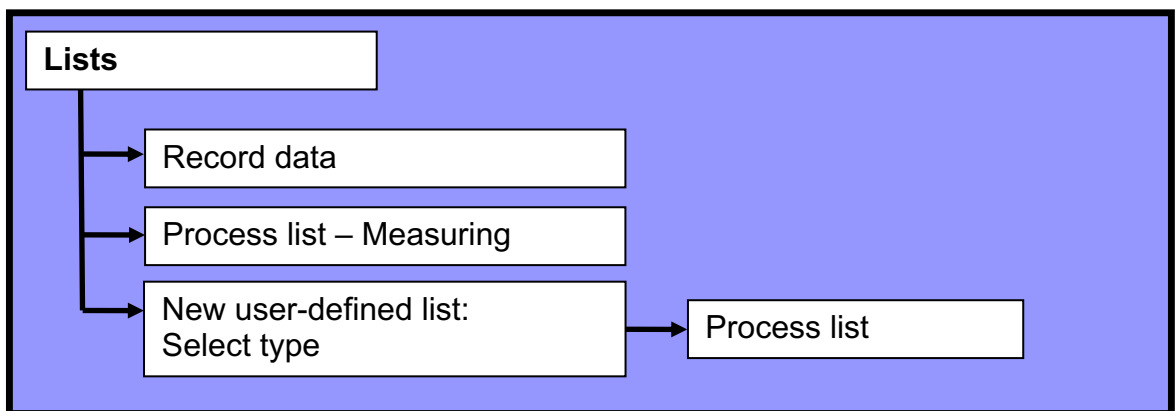 Lists
Record data
Process list – Measuring
New user-defined list:
Select type
Process list